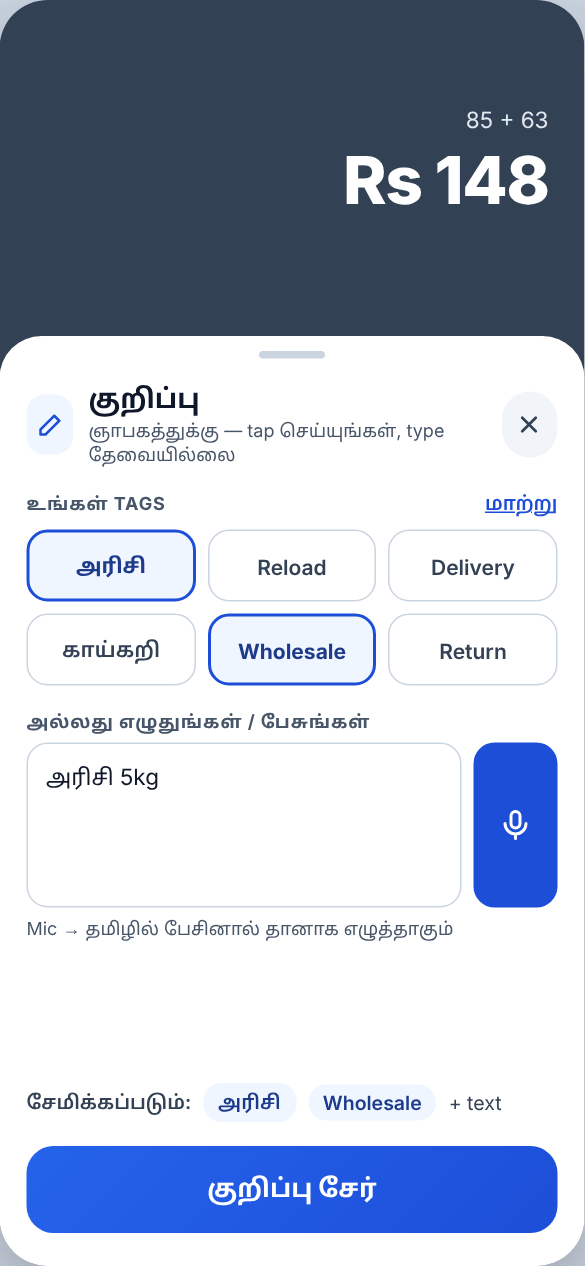 85 + 63
Rs 148
குறிப்பு
ஞாபகத்துக்கு — tap செய்யுங்கள், type
தேவையில்லை
உங்கள் TAGS
மாற்று
அரிசி
Reload
Delivery
காய்கறி
Wholesale
Return
அல்லது எழுதுங்கள் / பேசுங்கள்
அரிசி 5kg
Mic → தமிழில் பேசினால் தானாக எழுத்தாகும்
சேமிக்கப்படும்: அரிசி Wholesale + text
குறிப்பு சேர்